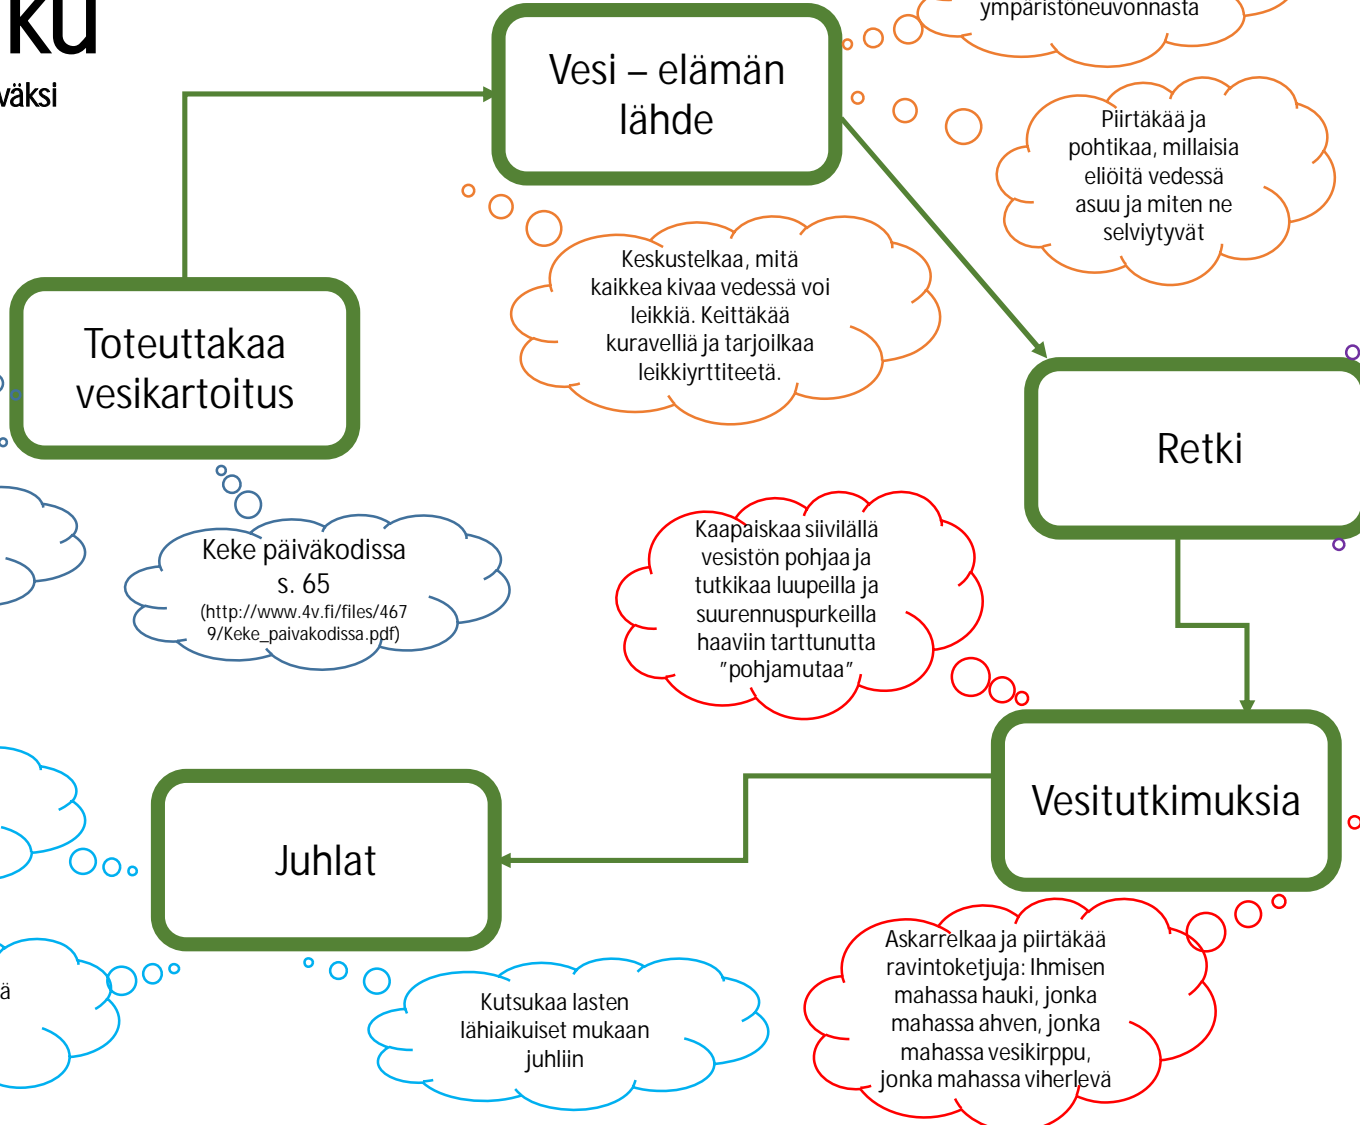 ku
väksi
ympäristöneuvonnasta
Vesi – elämän
lähde
Piirtäkää ja
pohtikaa, millaisia
eliöitä vedessä
asuu ja miten ne
selviytyvät
Keskustelkaa, mitä
kaikkea kivaa vedessä voi
leikkiä. Keittäkää
kuravelliä ja tarjoilkaa
leikkiyrttiteetä.
Toteuttakaa
vesikartoitus
Retki
Keke päiväkodissa
s. 65
(http://www.4v.fi/files/467
9/Keke_paivakodissa.pdf)
Kaapaiskaa siivilällä
vesistön pohjaa ja
tutkikaa luupeilla ja
suurennuspurkeilla
haaviin tarttunutta
"pohjamutaa"
Vesitutkimuksia
Juhlat
Askarrelkaa ja piirtäkää
ravintoketjuja: Ihmisen
mahassa hauki, jonka
mahassa ahven, jonka
mahassa vesikirppu,
jonka mahassa viherlevä
ä
Kutsukaa lasten
lähiaikuiset mukaan
juhliin